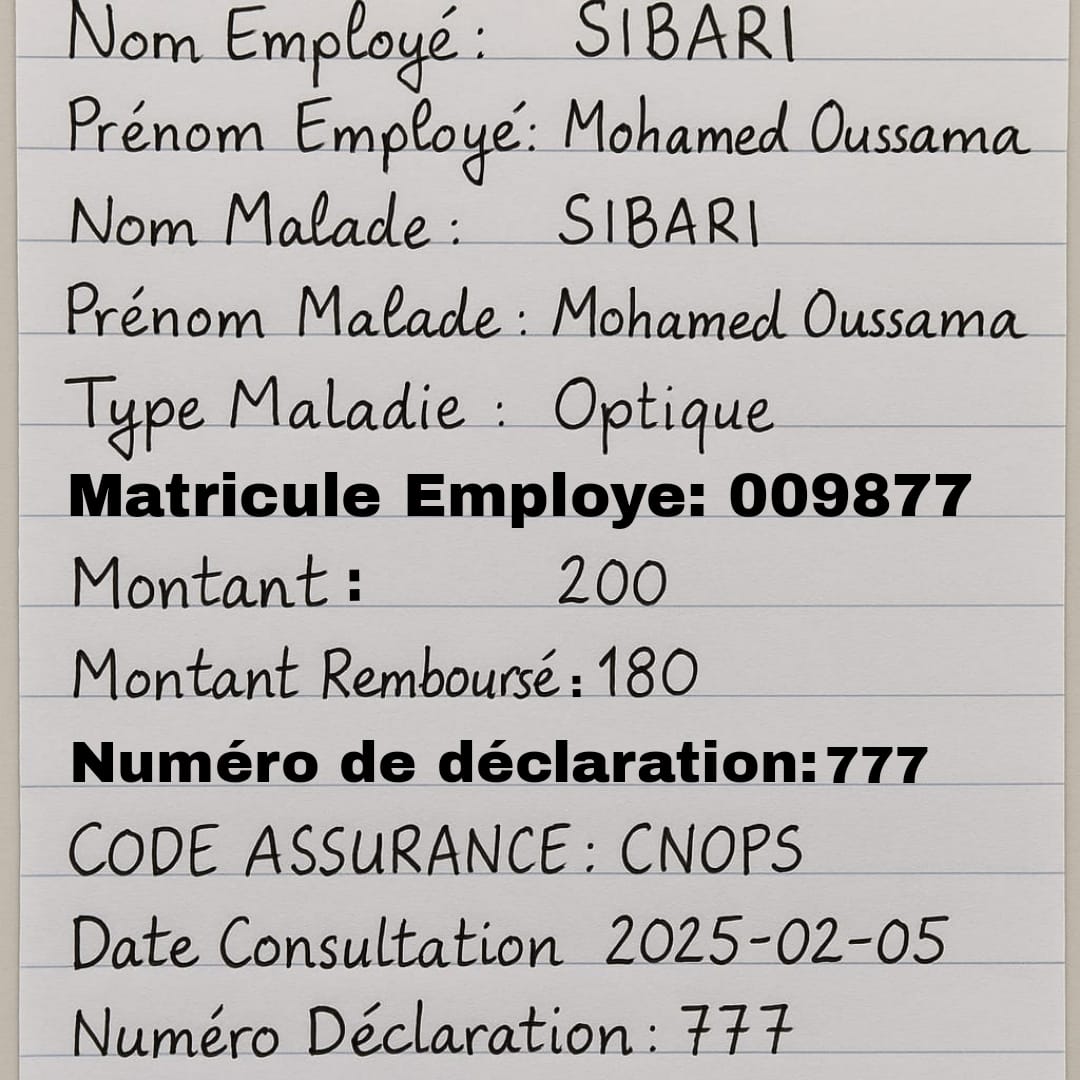 Nom Employé: SIBARI
Prénom Employé: Mohamed Oussama
Nom Malade: SIBARI
Prénom Malade: Mohamed Oussama
Type Maladie : Optique
Matricule Employe: 009877
Montant : 200
Montant Remboursé : 180
Numéro de déclaration: 777
CODE ASSURANCE: CNOPS
Date Consultation 2025-02-05
Numéro Déclaration: 777